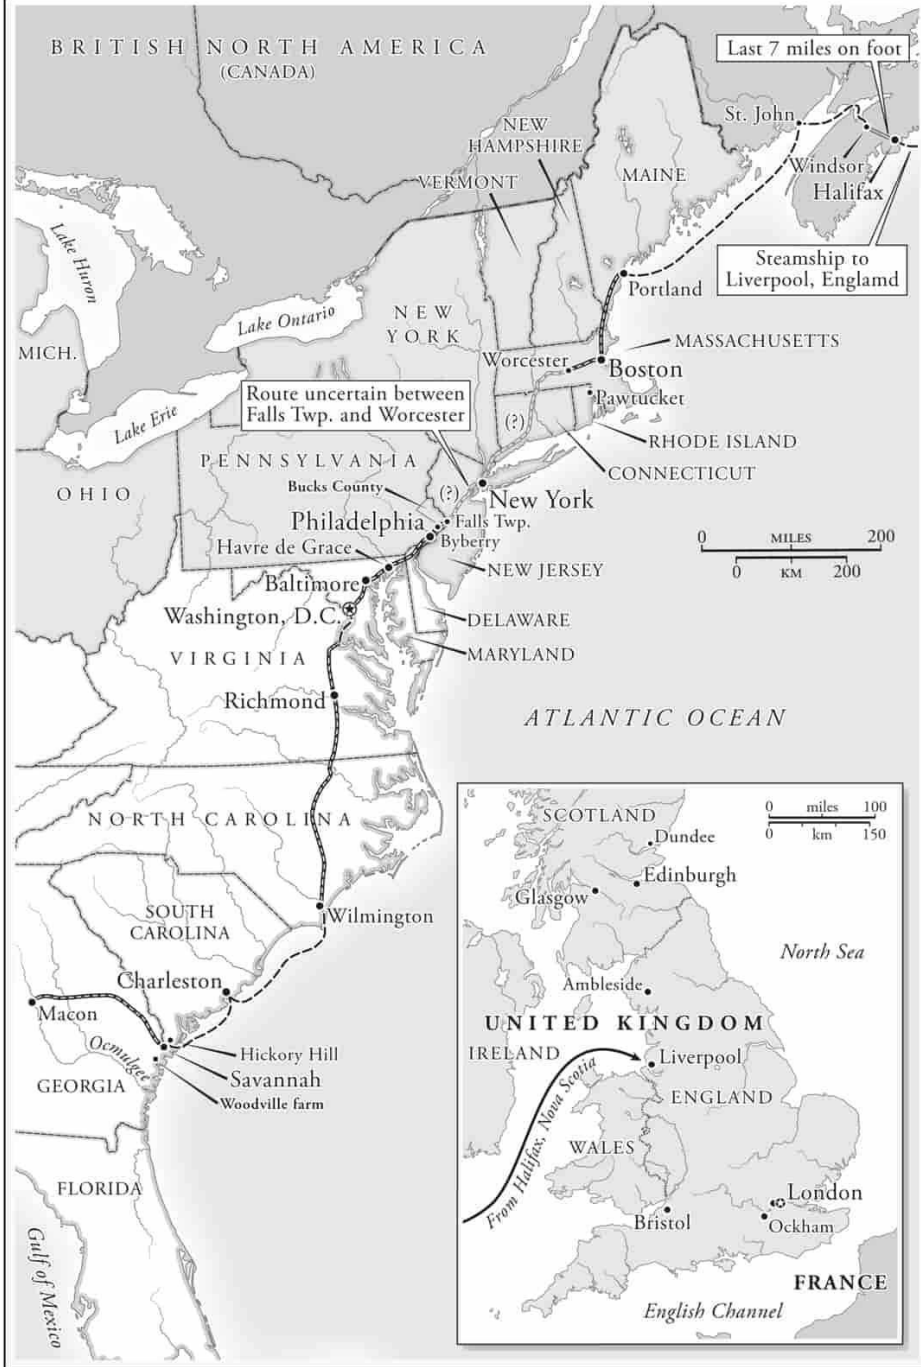 BRITISH NORTH AMERICA
(CANADA)
Last 7 miles on foot
St. John
NEW
HAMPSHIRE
VERMONT
MAINE
Windsor
Halifax
Lake Huron
Steamship to
Liverpool, Englamd
Portland
NEW
YORK
Lake Ontario
MICH.
MASSACHUSETTS
Worcester
Boston
Route uncertain between
Falls Twp. and Worcester
Pawtucket
Lake Erie
(?)
RHODE ISLAND
PENNSYLVANIA
CONNECTICUT
OHIO
Bucks County
(?)
New York
Philadelphia
Falls Twp.
Byberry
MILES
0 200
KM
0 200
Havre de Grace
NEW JERSEY
Baltimore
Washington, D.C.
DELAWARE
VIRGINIA
MARYLAND
Richmond
ATLANTIC OCEAN
NORTH CAROLINA
Wilmington
SOUTH
CAROLINA
Charleston
Macon
Ocmulgee
Hickory Hill
GEORGIA
Savannah
Woodville farm
FLORIDA
Gulf of Mexico
SCOTLAND
0 miles 100
0 km 150
Dundee
Edinburgh
Glasgow
North Sea
Ambleside
UNITED KINGDOM
IRELAND
Liverpool
From Halifax, Nova Scotia
ENGLAND
WALES
London
Bristol
Ockham
FRANCE
English Channel